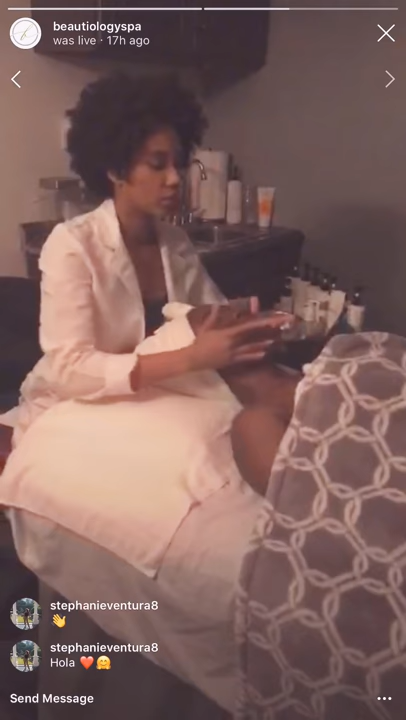 beautiologyspa
was live · 17h ago
stephanieventura8
👋
stephanieventura8
Hola ❤️🤗
Send Message